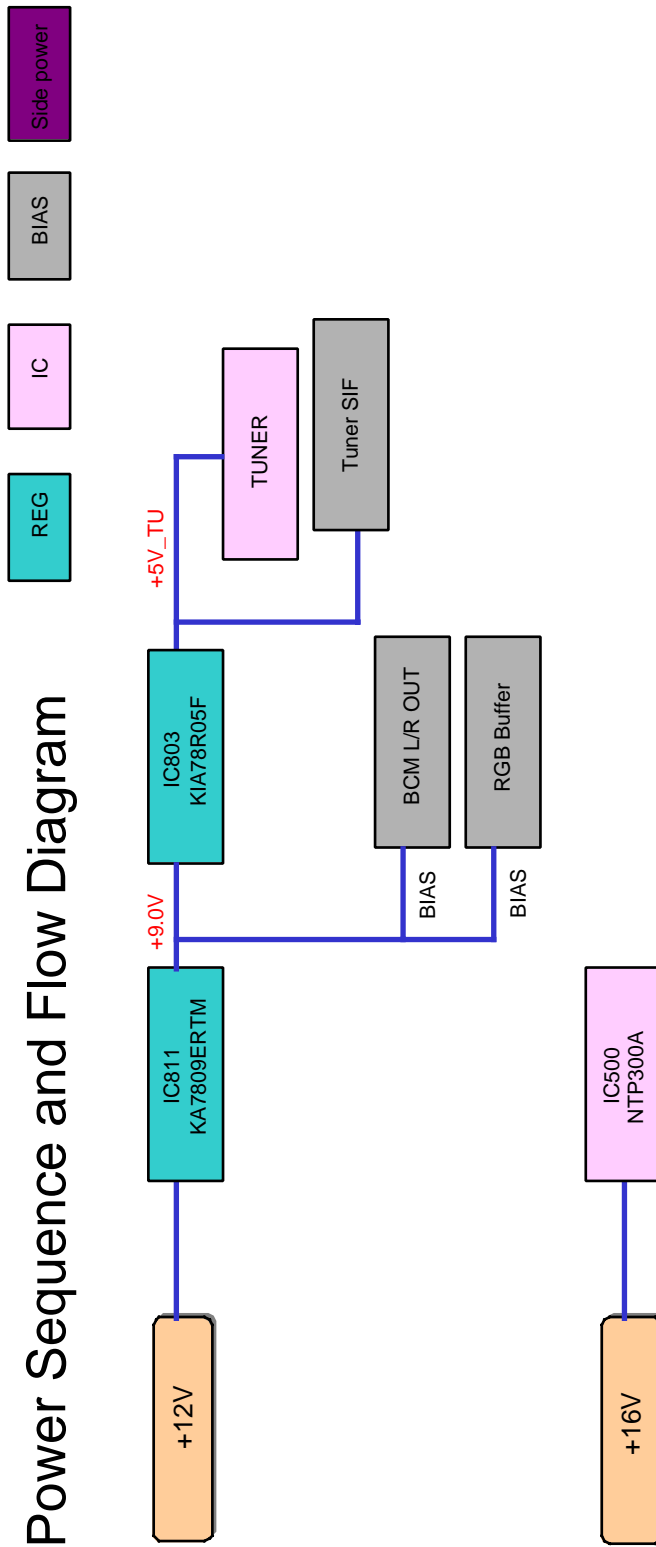 Power Sequence and Flow Diagram
REG
IC
BIAS
Side power
+12V
IC811
KA7809ERTM
+9.0V
IC803
KIA78R05F
+5V_TU
TUNER
Tuner SIF
BIAS
BCM L/R OUT
BIAS
RGB Buffer
+16V
IC500
NTP300A